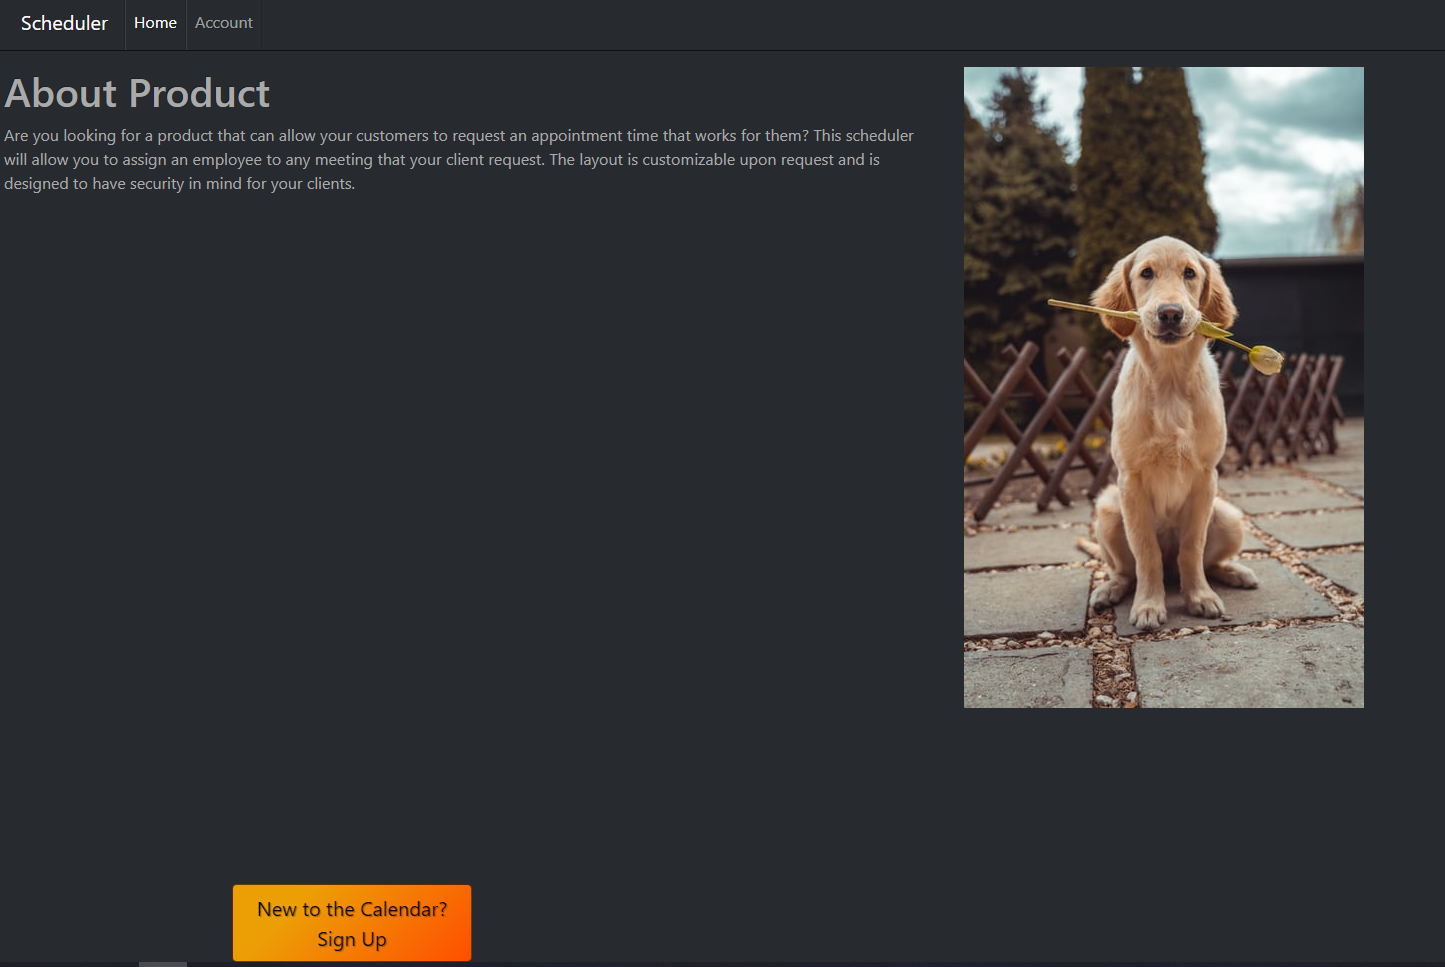 Scheduler Home Account
About Product
Are you looking for a product that can allow your customers to request an appointment time that works for them? This scheduler
will allow you to assign an employee to any meeting that your client request. The layout is customizable upon request and is
designed to have security in mind for your clients.
New to the Calendar?
Sign Up